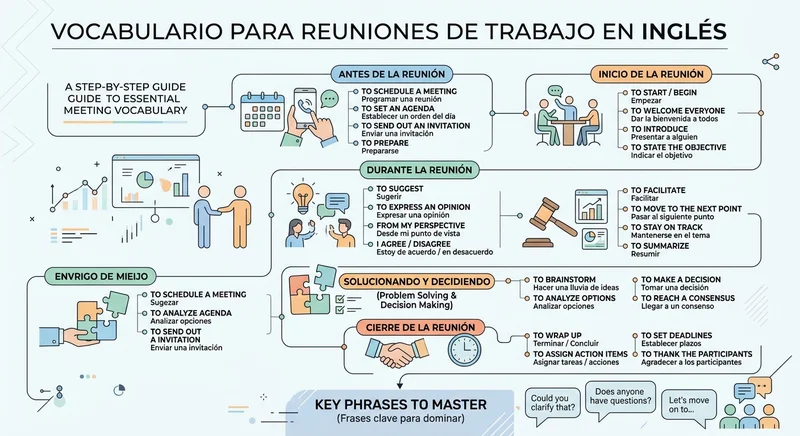 VOCABULARIO PARA REUNIONES DE TRABAJO EN INGLÉS
A STEP-BY-STEP GUIDE
GUIDE TO ESSENTIAL
MEETING VOCABULARY
ANTES DE LA REUNIÓN
TO SCHEDULE A MEETING
Programar una reunión
TO SET AN AGENDA
Establecer un orden del día
TO SEND OUT AN INVITATION
Enviar una invitación
TO PREPARE
Prepararse
INICIO DE LA REUNIÓN
TO START / BEGIN
Empezar
TO WELCOME EVERYONE
Dar la bienvenida a todos
TO INTRODUCE
Presentar a alguien
TO STATE THE OBJECTIVE
Indicar el objetivo
DURANTE LA REUNIÓN
TO SUGGEST
Sugerir
TO EXPRESS AN OPINION
Expresar una opinión
FROM MY PERSPECTIVE
Desde mi punto de vista
I AGREE / DISAGREE
Estoy de acuerdo / en desacuerdo
TO FACILITATE
Facilitar
TO MOVE TO THE NEXT POINT
Pasar al siguiente punto
TO STAY ON TRACK
Mantenerse en el tema
TO SUMMARIZE
Resumir
ENVRIGO DE MIEIJO
TO SCHEDULE A MEETING
Sugezar
TO ANALYZE AGENDA
Analizar opciones
TO SEND OUT
A INVITATION
Enviar una invitación
SOLUCIONANDO Y DECIDIENDO
(Problem Solving &
Decision Making)
TO BRAINSTORM
Hacer una lluvia de ideas
TO ANALYZE OPTIONS
Analizar opciones
TO MAKE A DECISION
Tomar una decisión
TO REACH A CONSENSUS
Llegar a un consenso
CIERRE DE LA REUNIÓN
TO WRAP UP
Terminar / Concluir
TO ASSIGN ACTION ITEMS
Asignar tareas / acciones
TO SET DEADLINES
Establecer plazos
TO THANK THE PARTICIPANTS
Agradecer a los participantes
KEY PHRASES TO MASTER
(Frases clave para dominar)
Could you
clarify that?
Does anyone
have questions?
Let's move
on to...